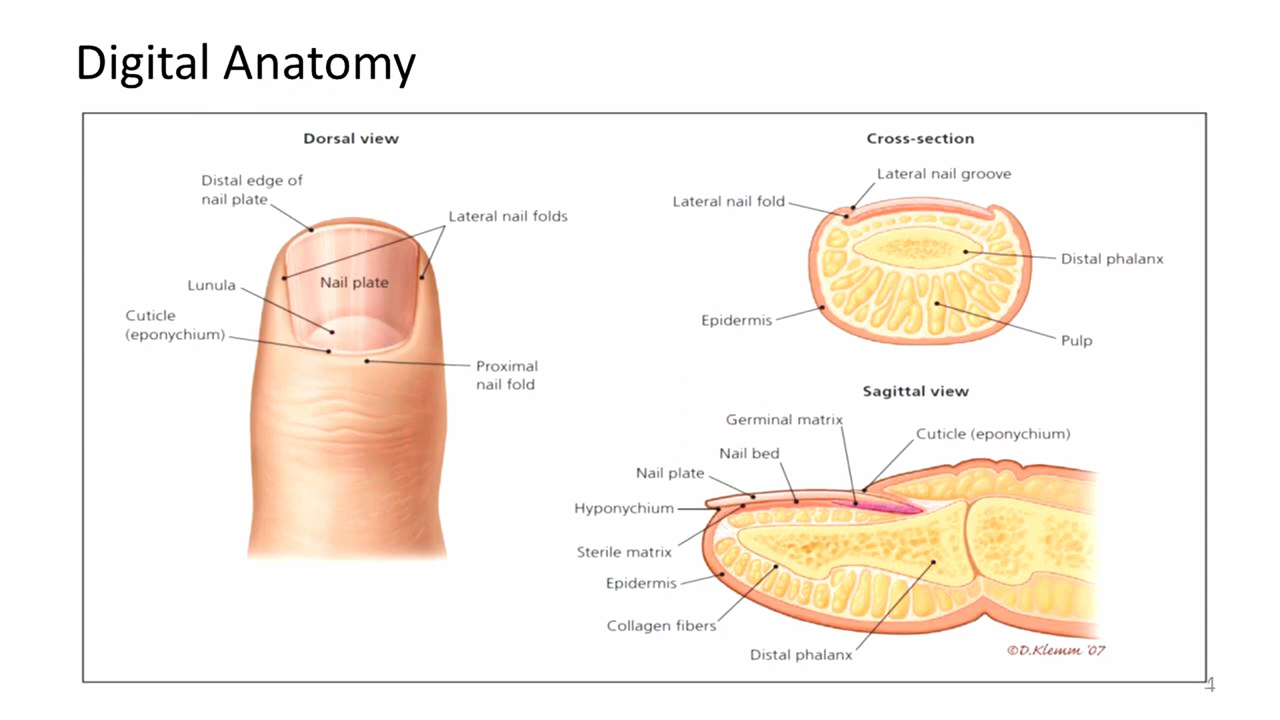 Digital Anatomy
Dorsal view
Distal edge of
nail plate
Lateral nail folds
Nail plate
Lunula
Cuticle
(eponychium)
Proximal
nail fold
Cross-section
Lateral nail groove
Lateral nail fold
Distal phalanx
Epidermis
Pulp
Sagittal view
Germinal matrix
Cuticle (eponychium)
Nail bed
Nail plate
Hyponychium
Sterile matrix
Epidermis
Collagen fibers
Distal phalanx
©D.Klemm '07
4